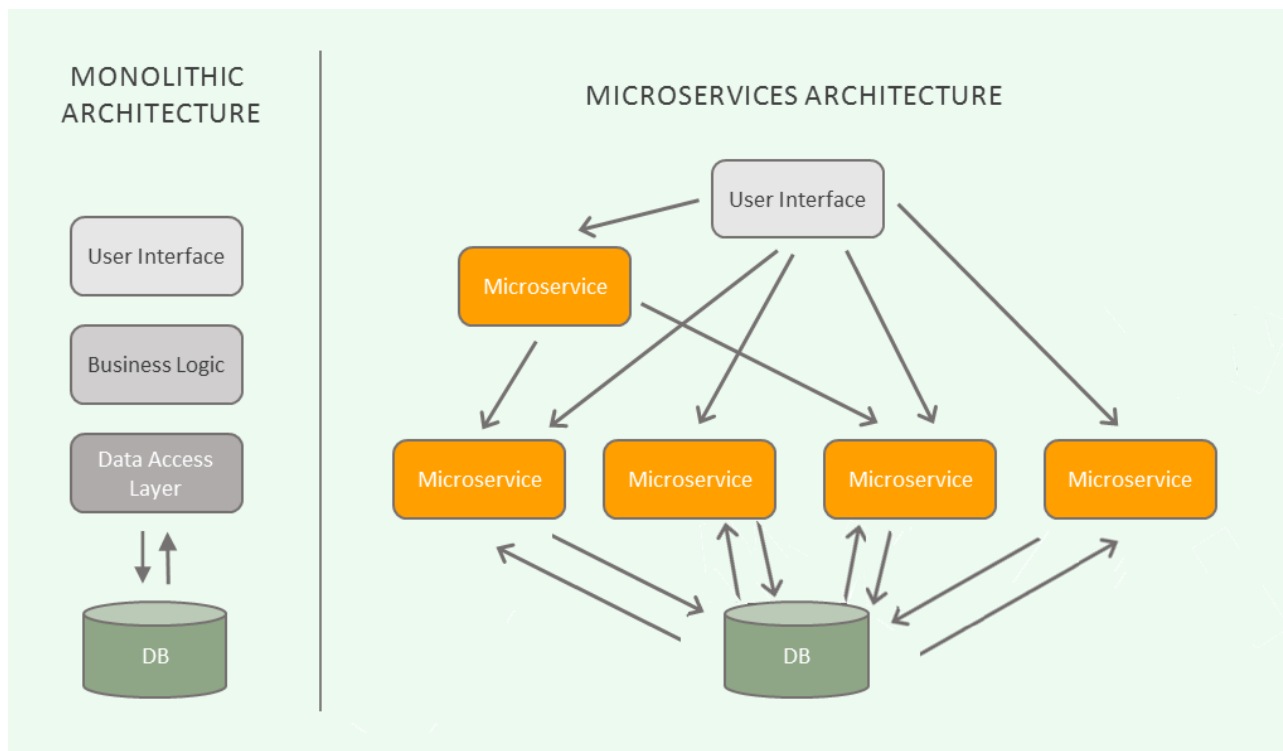 MONOLITHIC
ARCHITECTURE
User Interface
Business Logic
Data Access
Layer
DB
MICROSERVICES ARCHITECTURE
User Interface
Microservice
Microservice
Microservice
Microservice
Microservice
DB